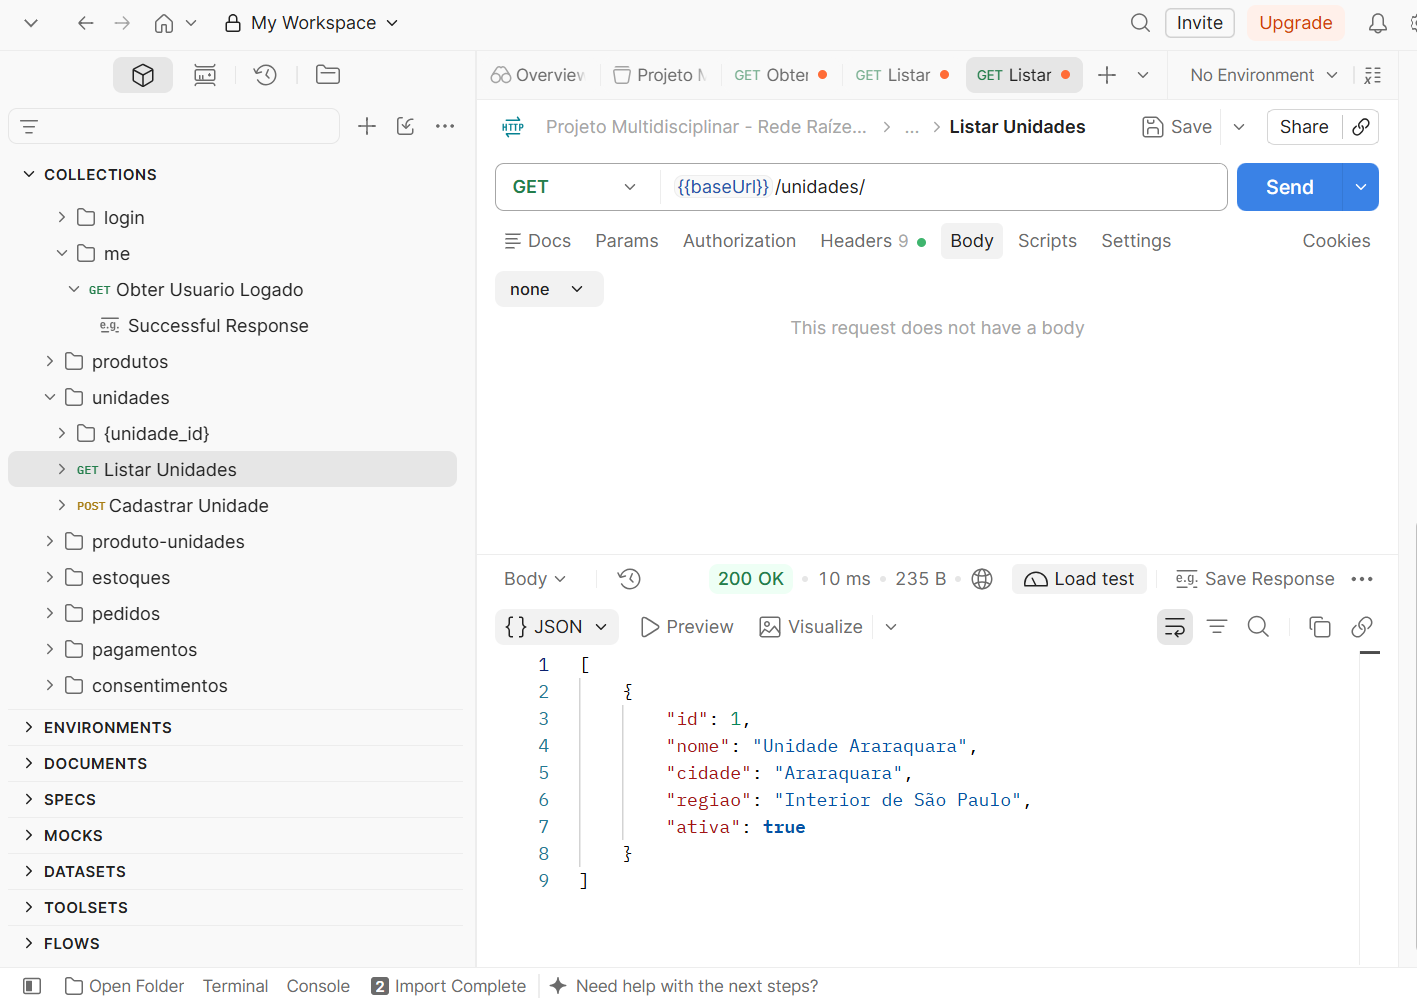 My Workspace
Invite
Upgrade
Overview
Projeto M
GET Obter
GET Listar
GET Listar
No Environment
HTTP
Projeto Multidisciplinar - Rede Raíze...
...
Listar Unidades
Save
Share
COLLECTIONS
login
me
GET Obter Usuario Logado
e.g. Successful Response
produtos
unidades
{unidade_id}
GET Listar Unidades
POST Cadastrar Unidade
produto-unidades
estoques
pedidos
pagamentos
consentimentos
ENVIRONMENTS
DOCUMENTS
SPECS
MOCKS
DATASETS
TOOLSETS
FLOWS
GET
{{baseUrl}} /unidades/
Send
Docs
Params
Authorization
Headers 9
Body
Scripts
Settings
Cookies
none
This request does not have a body
Body
200 OK
10 ms
235 B
Load test
e.g. Save Response
{} JSON
Preview
Visualize
1 [
2 {
3 "id": 1,
4 "nome": "Unidade Araraquara",
5 "cidade": "Araraquara",
6 "regiao": "Interior de São Paulo",
7 "ativa": true
8 }
9 ]
Open Folder
Terminal
Console
2 Import Complete
Need help with the next steps?